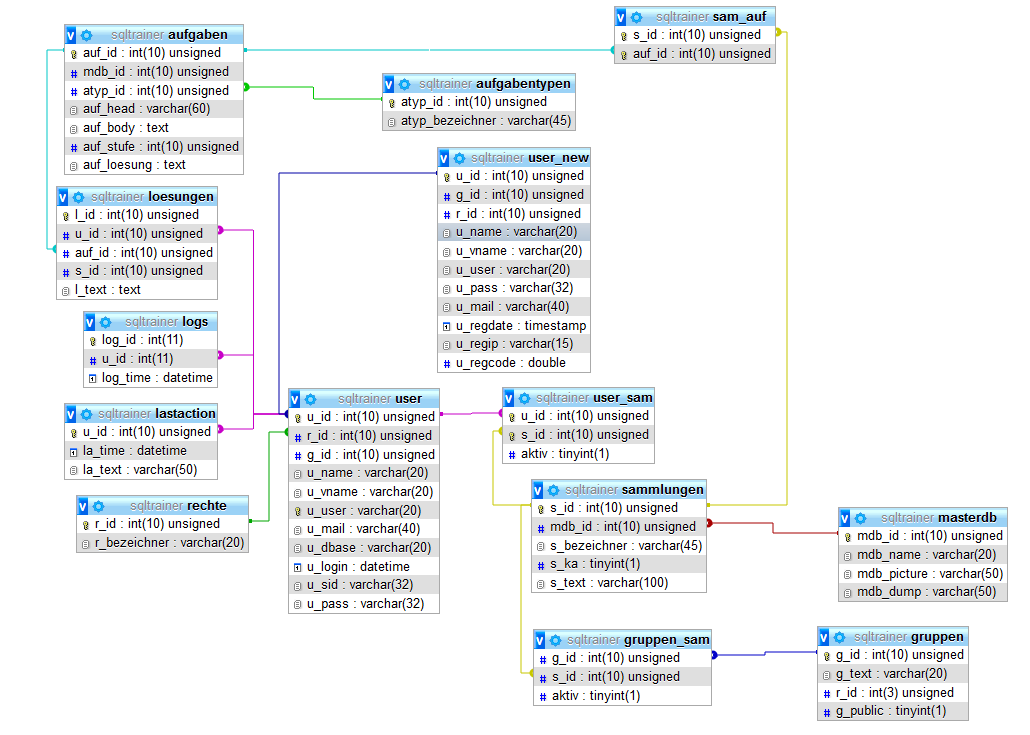 v sqltrainer aufgaben
auf_id : int(10) unsigned
mdb_id : int(10) unsigned
atyp_id : int(10) unsigned
auf_head : varchar(60)
auf_body : text
auf_stufe : int(10) unsigned
auf_loesung : text
v sqltrainer sam_auf
s_id : int(10) unsigned
auf_id : int(10) unsigned
v sqltrainer aufgabentypen
atyp_id : int(10) unsigned
atyp_bezeichner : varchar(45)
v sqltrainer user_new
u_id : int(10) unsigned
g_id : int(10) unsigned
r_id : int(10) unsigned
u_name : varchar(20)
u_vname : varchar(20)
u_user : varchar(20)
u_pass : varchar(32)
u_mail : varchar(40)
u_regdate : timestamp
u_regip : varchar(15)
u_regcode : double
v sqltrainer loesungen
l_id : int(10) unsigned
u_id : int(10) unsigned
auf_id : int(10) unsigned
s_id : int(10) unsigned
l_text : text
v sqltrainer logs
log_id : int(11)
u_id : int(11)
log_time : datetime
v sqltrainer lastaction
u_id : int(10) unsigned
la_time : datetime
la_text : varchar(50)
v sqltrainer rechte
r_id : int(10) unsigned
r_bezeichner : varchar(20)
v sqltrainer user
u_id : int(10) unsigned
r_id : int(10) unsigned
g_id : int(10) unsigned
u_name : varchar(20)
u_vname : varchar(20)
u_user : varchar(20)
u_mail : varchar(40)
u_dbase : varchar(20)
u_login : datetime
u_sid : varchar(32)
u_pass : varchar(32)
v sqltrainer user_sam
u_id : int(10) unsigned
s_id : int(10) unsigned
aktiv : tinyint(1)
v sqltrainer sammlungen
s_id : int(10) unsigned
mdb_id : int(10) unsigned
s_bezeichner : varchar(45)
s_ka : tinyint(1)
s_text : varchar(100)
v sqltrainer masterdb
mdb_id : int(10) unsigned
mdb_name : varchar(20)
mdb_picture : varchar(50)
mdb_dump : varchar(50)
v sqltrainer gruppen_sam
g_id : int(10) unsigned
s_id : int(10) unsigned
aktiv : tinyint(1)
v sqltrainer gruppen
g_id : int(10) unsigned
g_text : varchar(20)
r_id : int(3) unsigned
g_public : tinyint(1)